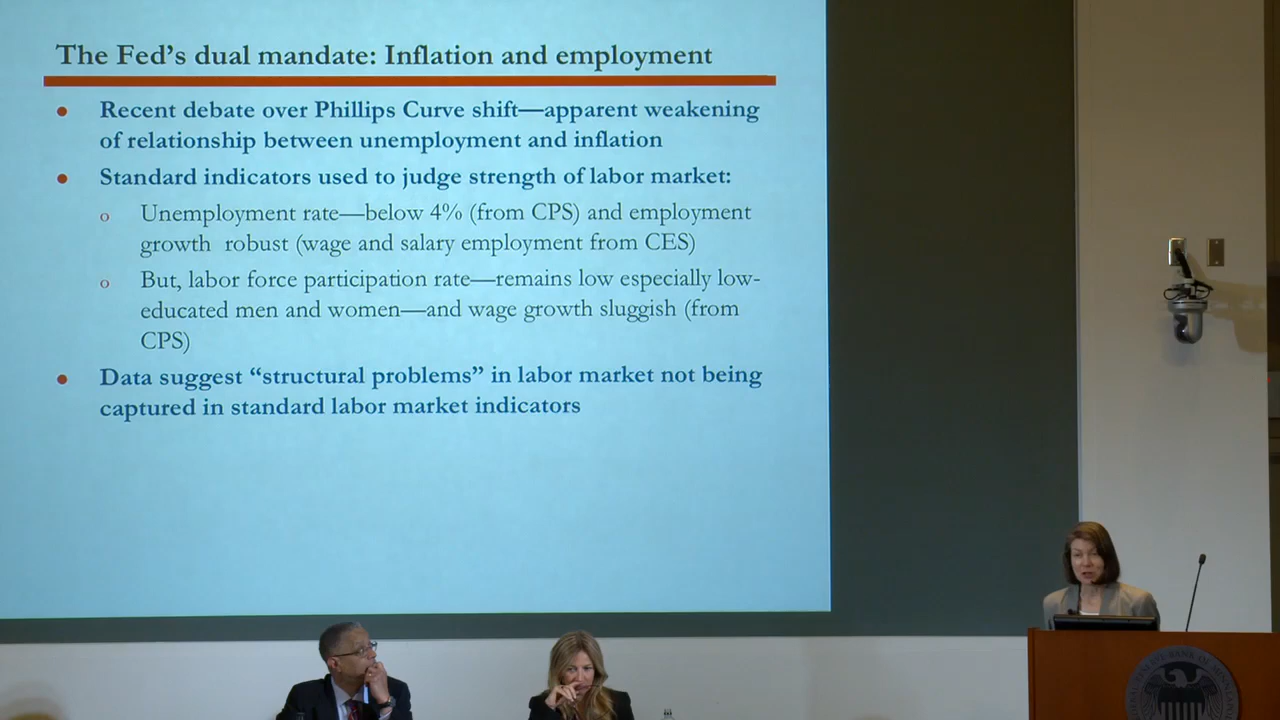 The Fed's dual mandate: Inflation and employment
• Recent debate over Phillips Curve shift—apparent weakening
of relationship between unemployment and inflation
• Standard indicators used to judge strength of labor market:
o Unemployment rate—below 4% (from CPS) and employment
growth robust (wage and salary employment from CES)
o But, labor force participation rate—remains low especially low-
educated men and women—and wage growth sluggish (from
CPS)
• Data suggest “structural problems” in labor market not being
captured in standard labor market indicators
BANK OF